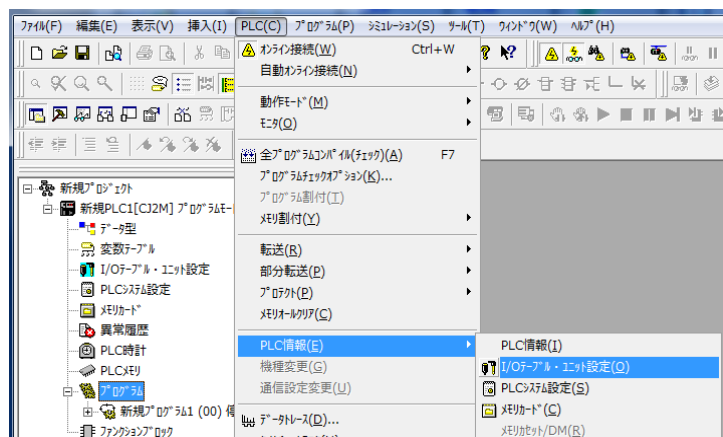 ファイル(F) 編集(E) 表示(V) 挿入(I) PLC(C) プログラム(P) シミュレーション(S) ツール(T) ウィンドウ(W) ヘルプ(H)
オンライン接続(W) Ctrl+W
自動オンライン接続(N)
動作モード(M)
モニタ(O)
全プログラムコンパイル(チェック)(A) F7
プログラムチェックオプション(K)...
プログラム割付(T)
メモリ割付(Y)
転送(R)
部分転送(P)
プロテクト(P)
メモリオールクリア(C)
PLC情報(E)
機種変更(G)
通信設定変更(U)
データトレース(D)...
新規プロジェクト
新規PLC1[CJ2M] プログラムモード
データ型
変数テーブル
I/Oテーブル・ユニット設定
PLCシステム設定
メモリカード
異常履歴
PLC時計
PLCメモリ
プログラム
新規プログラム1 (00) 停
ファンクションブロック
PLC情報(I)
I/Oテーブル・ユニット設定(O)
PLCシステム設定(S)
メモリカード(C)
メモリカセット/DM(R)